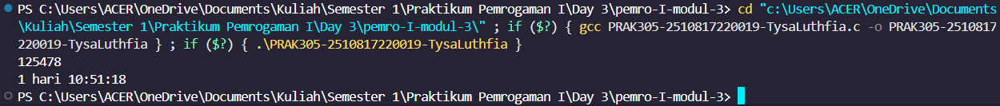 PS C:\Users\ACER\OneDrive\Documents\Kuliah\Semester 1\Praktikum Pemrogaman I\Day 3\pemro-I-modul-3> cd "c:\Users\ACER\OneDrive\Documents
\Kuliah\Semester 1\Praktikum Pemrogaman I\Day 3\pemro-I-modul-3\" ; if ($?) { gcc PRAK305-2510817220019-TysaLuthfia.c -o PRAK305-2510817
220019-TysaLuthfia } ; if ($?) { .\PRAK305-2510817220019-TysaLuthfia }
125478
1 hari 10:51:18
PS C:\Users\ACER\OneDrive\Documents\Kuliah\Semester 1\Praktikum Pemrogaman I\Day 3\pemro-I-modul-3>